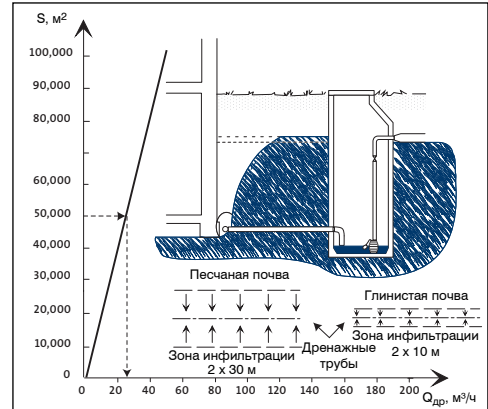 S, м²
100,000
90,000
80,000
70,000
60,000
50,000
40,000
30,000
20,000
10,000
0
Песчаная почва
Глинистая почва
Зона инфильтрации
2 x 30 м
Дренажные
трубы
Зона инфильтрации
2 x 10 м
0 20 40 60 80 100 120 140 160 180 200
Qдр, м³/ч